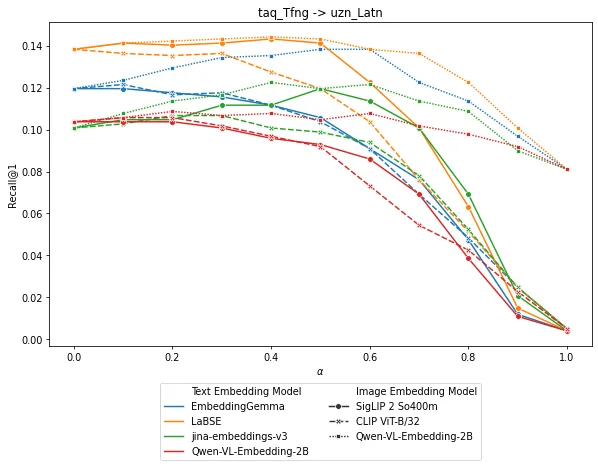 taq_Tfng -> uzn_Latn
Recall@1
0.14
0.12
0.10
0.08
0.06
0.04
0.02
0.00
0.0 0.2 0.4 0.6 0.8 1.0
α
Text Embedding Model
EmbeddingGemma
LaBSE
jina-embeddings-v3
Qwen-VL-Embedding-2B
Image Embedding Model
SigLIP 2 So400m
CLIP ViT-B/32
Qwen-VL-Embedding-2B